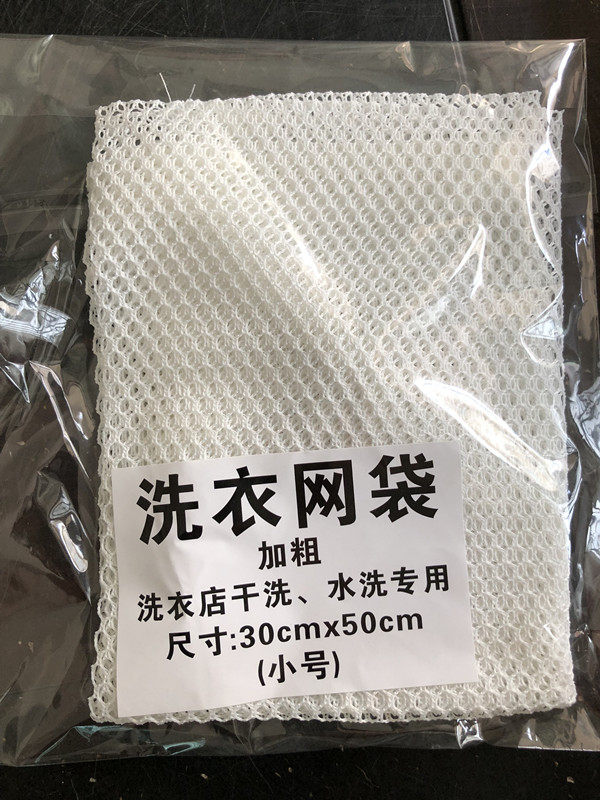 洗衣网袋
加粗
洗衣店干洗、水洗专用
尺寸:30cmx50cm
(小号)